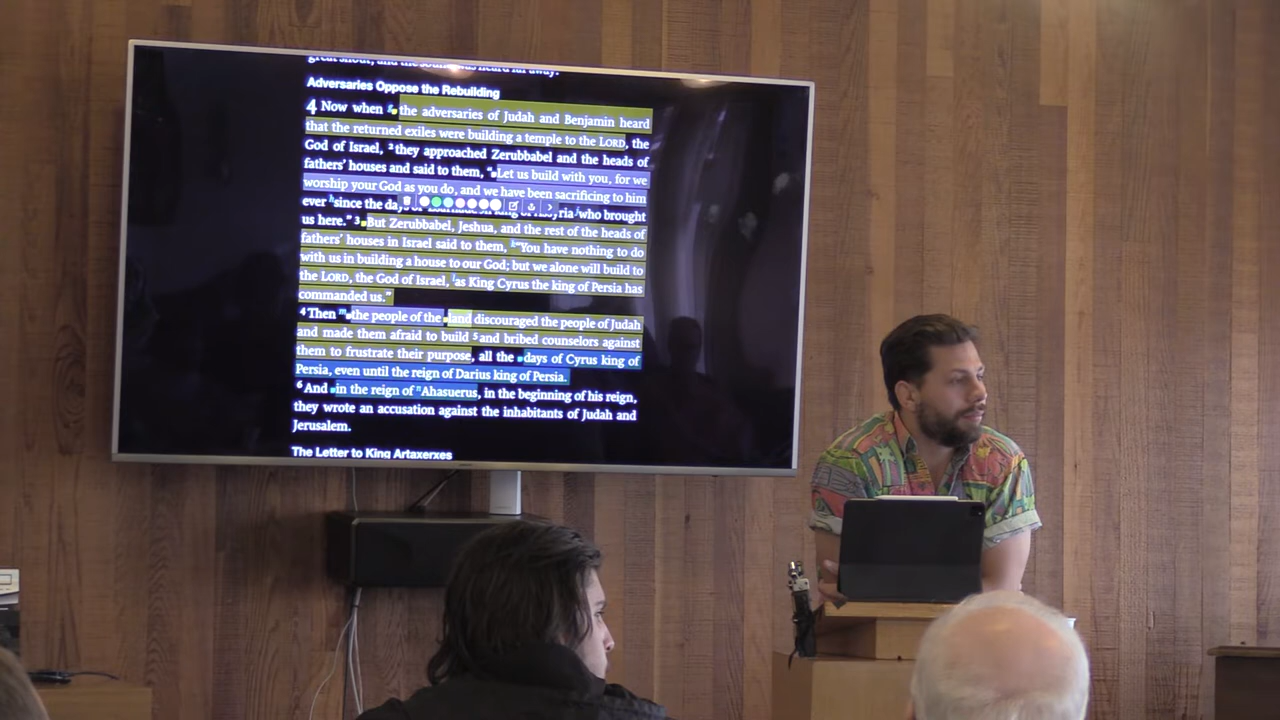 great shout, and the sound was heard far away.
Adversaries Oppose the Rebuilding
4 Now when g the adversaries of Judah and Benjamin heard
that the returned exiles were building a temple to the LORD, the
God of Israel, 2 they approached Zerubbabel and the heads of
fathers' houses and said to them, “Let us build with you, for we
worship your God as you do, and we have been sacrificing to him
ever h since the days of king of Assyria i who brought
us here.” 3 But Zerubbabel, Jeshua, and the rest of the heads of
fathers' houses in Israel said to them, k “You have nothing to do
with us in building a house to our God; but we alone will build to
the LORD, the God of Israel, l as King Cyrus the king of Persia has
commanded us.”
4 Then m the people of the land discouraged the people of Judah
and made them afraid to build 5 and bribed counselors against
them to frustrate their purpose, all the days of Cyrus king of
Persia, even until the reign of Darius king of Persia.
6 And in the reign of n Ahasuerus, in the beginning of his reign,
they wrote an accusation against the inhabitants of Judah and
Jerusalem.
The Letter to King Artaxerxes